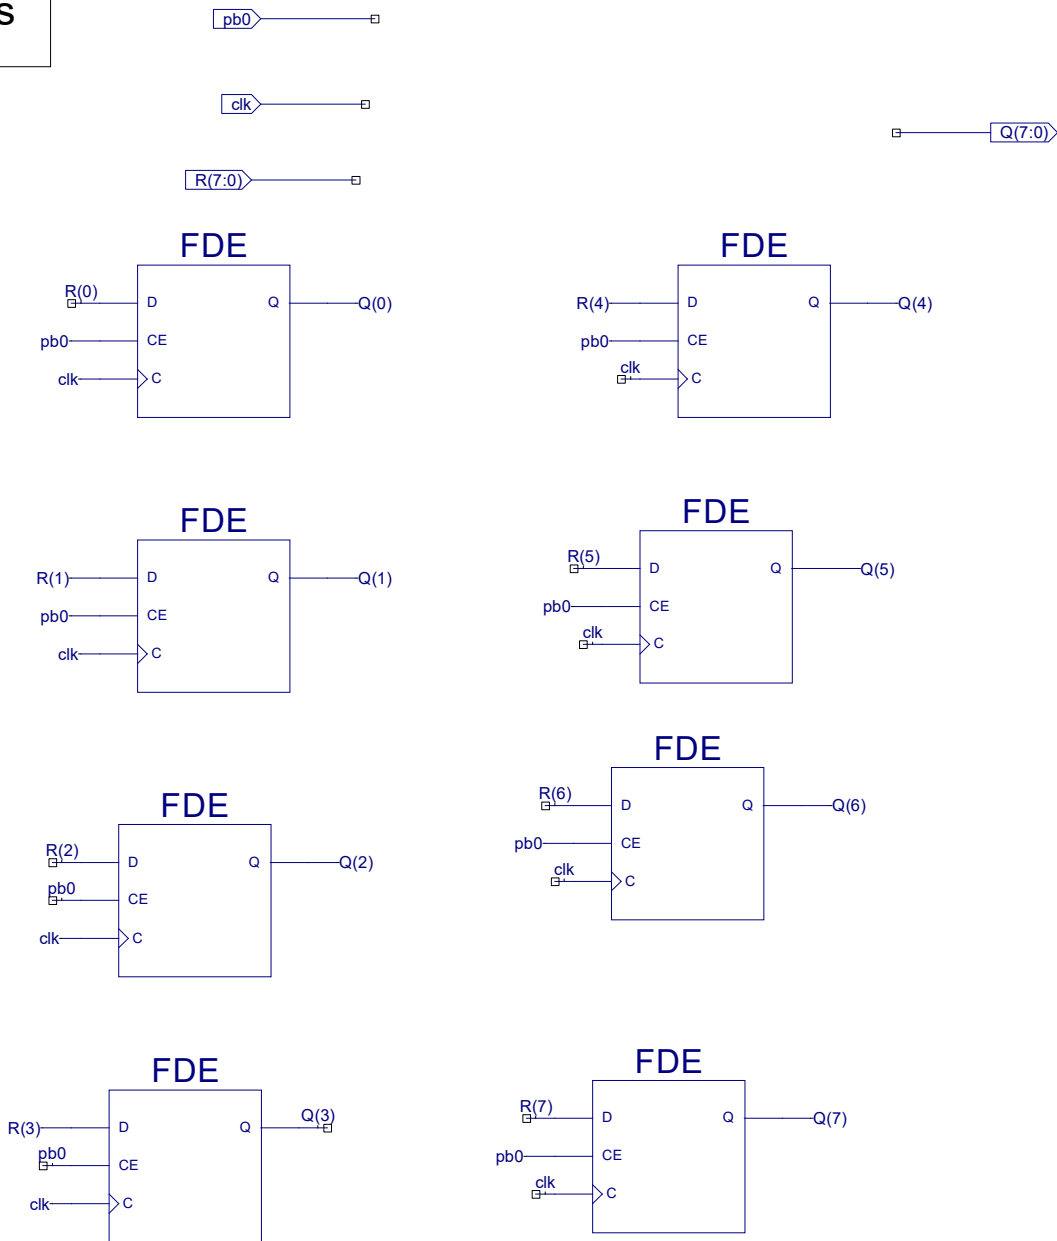 S
pb0
clk
Q(7:0)
R(7:0)
FDE
R(0)
D
Q
Q(0)
pb0
CE
clk
C
FDE
R(4)
D
Q
Q(4)
pb0
CE
clk
C
FDE
R(1)
D
Q
Q(1)
pb0
CE
clk
C
FDE
R(5)
D
Q
Q(5)
pb0
CE
clk
C
FDE
R(2)
D
Q
Q(2)
pb0
CE
clk
C
FDE
R(6)
D
Q
Q(6)
pb0
CE
clk
C
FDE
R(3)
D
Q
Q(3)
pb0
CE
clk
C
FDE
R(7)
D
Q
Q(7)
pb0
CE
clk
C